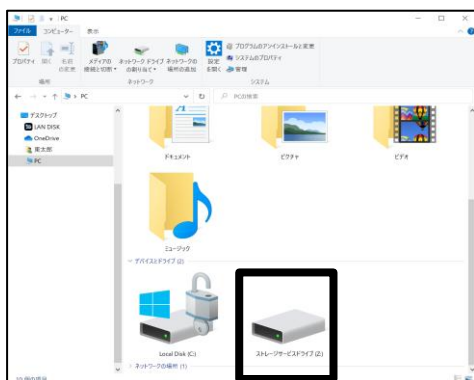 PC
ファイル コンピューター 表示
プロパティ 開く 名前の変更 メディアの接続と切断 ネットワーク ドライブの割り当て ネットワークの場所の追加 設定を開く
プログラムのアンインストールと変更
システムのプロパティ
管理
場所 ネットワーク システム
PC
PCの検索
デスクトップ
LAN DISK
OneDrive
PC
ドキュメント ピクチャ ビデオ
ミュージック
デバイスとドライブ (2)
Local Disk (C:) ストレージサービスドライブ (Z:)
ネットワークの場所 (1)